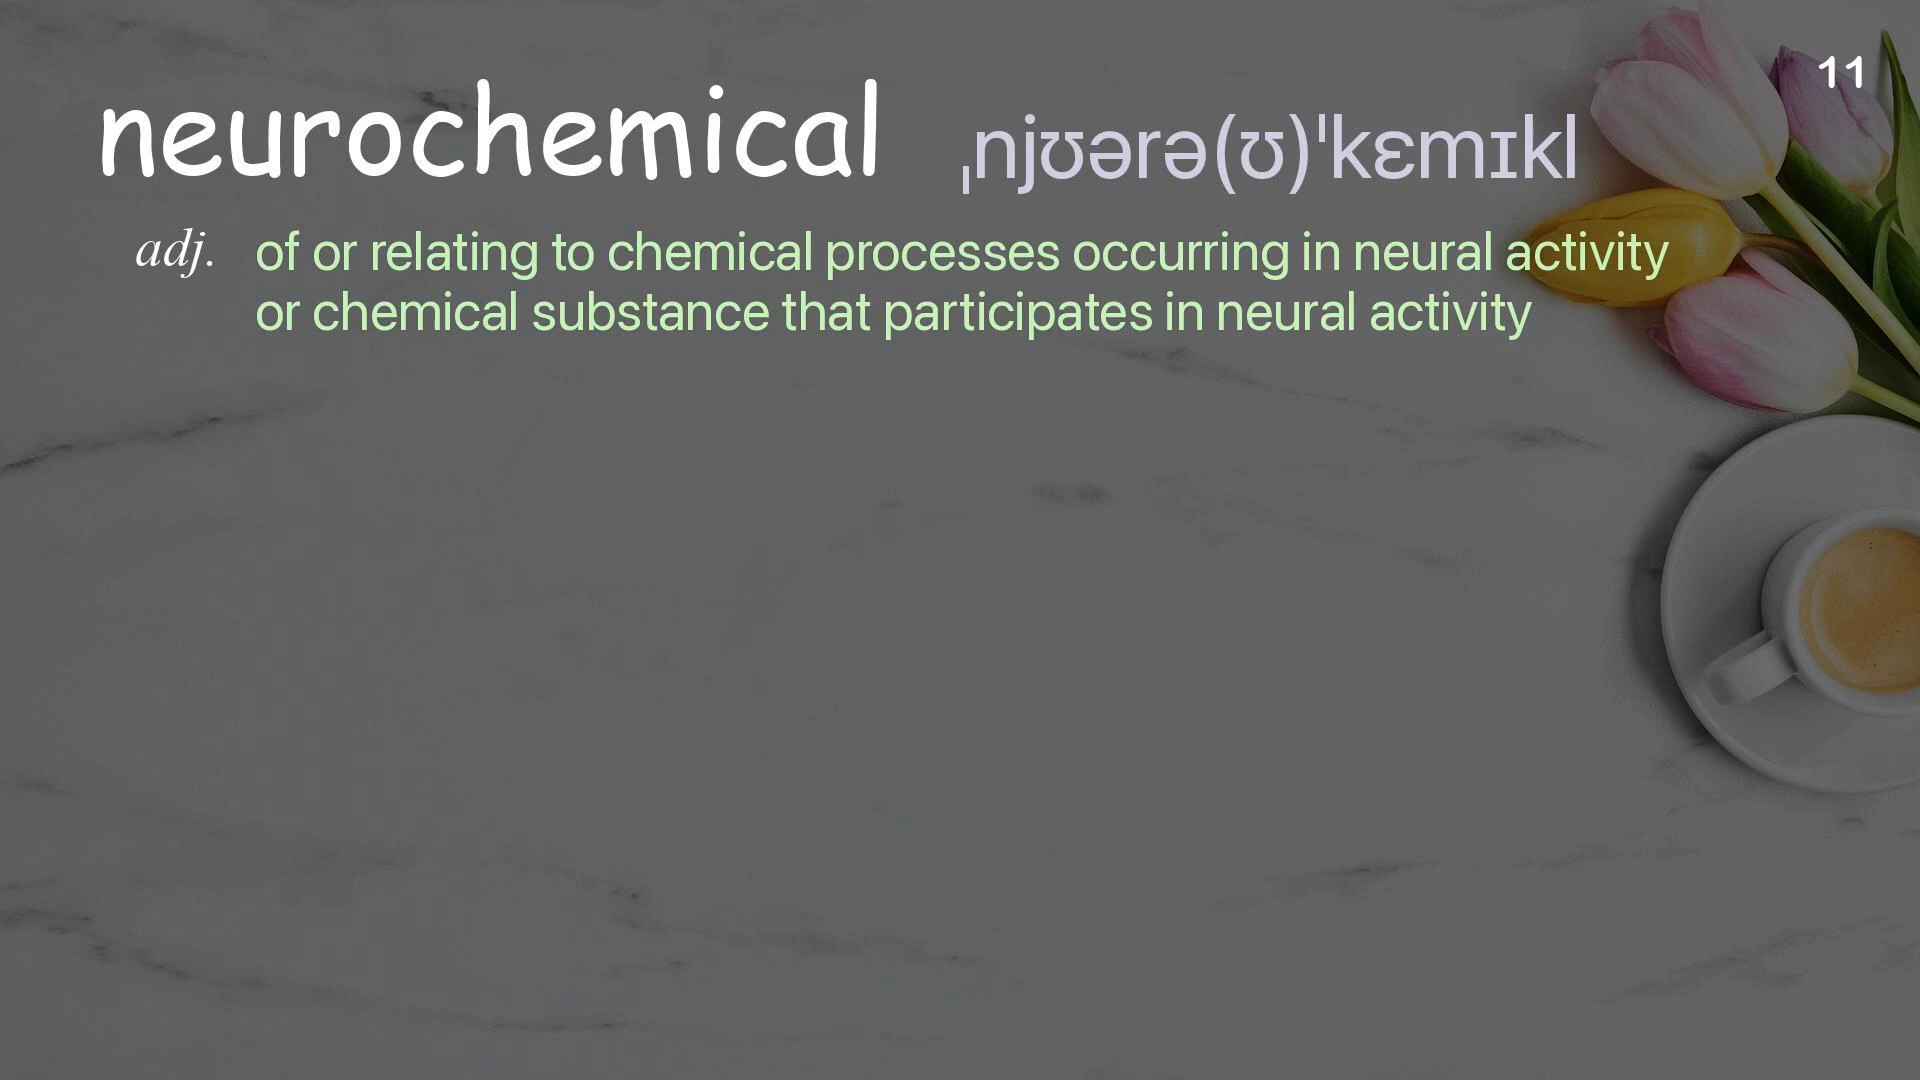 11
neurochemical ˌnjʊərə(ʊ)ˈkɛmɪkl
adj. of or relating to chemical processes occurring in neural activity
or chemical substance that participates in neural activity